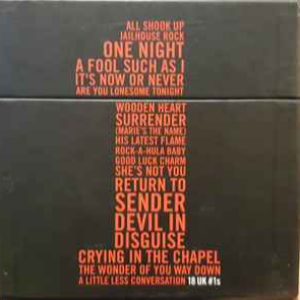 ALL SHOOK UP
JAILHOUSE ROCK
ONE NIGHT
A FOOL SUCH AS I
IT'S NOW OR NEVER
ARE YOU LONESOME TONIGHT
WOODEN HEART
SURRENDER
(MARIE'S THE NAME)
HIS LATEST FLAME
ROCK-A-HULA BABY
GOOD LUCK CHARM
SHE'S NOT YOU
RETURN TO
SENDER
DEVIL IN
DISGUISE
CRYING IN THE CHAPEL
THE WONDER OF YOU WAY DOWN
A LITTLE LESS CONVERSATION 18 UK #1s